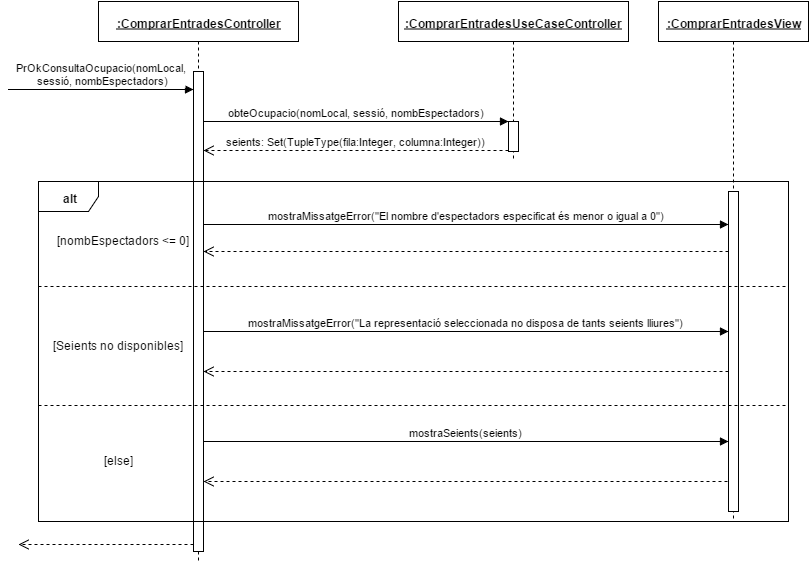 :ComprarEntradesController
:ComprarEntradesUseCaseController
:ComprarEntradesView
PrOkConsultaOcupacio(nomLocal,
sessió, nombEspectadors)
obteOcupacio(nomLocal, sessió, nombEspectadors)
seients: Set(TupleType(fila:Integer, columna:Integer))
alt
mostraMissatgeError("El nombre d'espectadors especificat és menor o igual a 0")
[nombEspectadors <= 0]
mostraMissatgeError("La representació seleccionada no disposa de tants seients lliures")
[Seients no disponibles]
mostraSeients(seients)
[else]